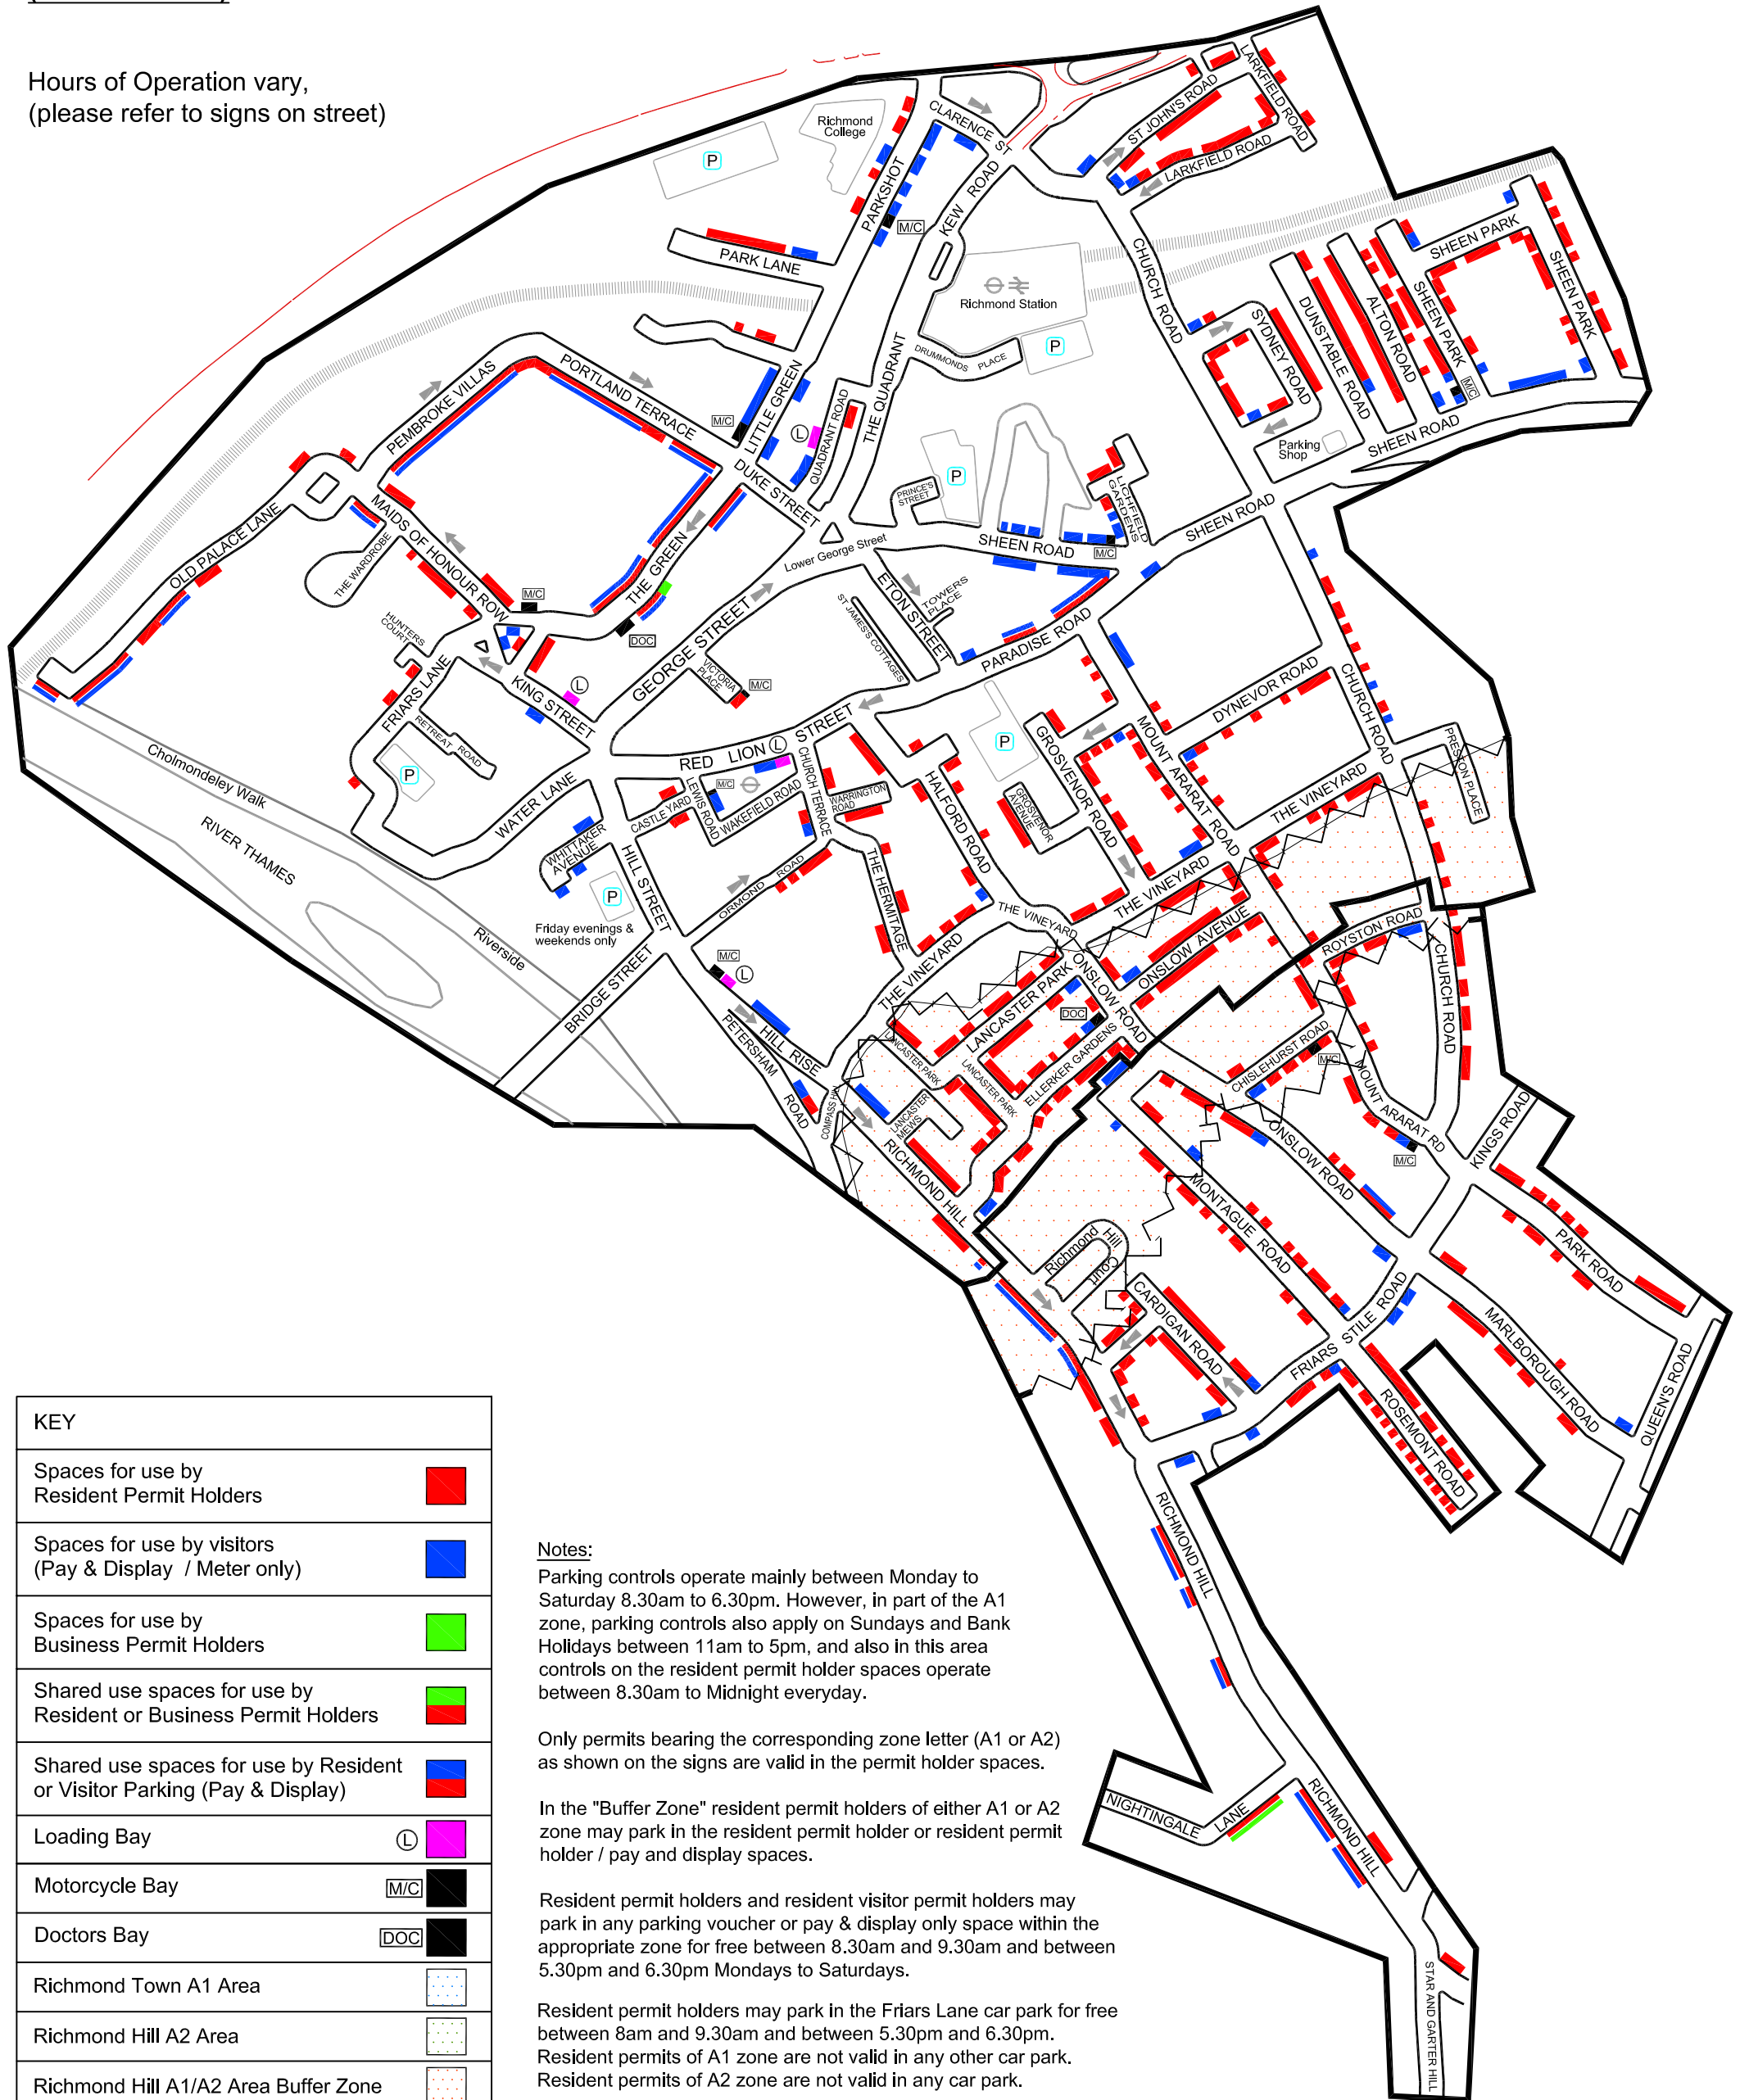 Hours of Operation vary,
(please refer to signs on street)
Richmond
College
P
CLARENCE ST
ST JOHN'S ROAD
LARKFIELD ROAD
LARKFIELD ROAD
PARKSHOT
M/C
KEW ROAD
PARK LANE
Richmond Station
P
DRUMMONDS PLACE
CHURCH ROAD
SYDNEY ROAD
DUNSTABLE ROAD
ALTON ROAD
SHEEN PARK
SHEEN PARK
SHEEN PARK
M/C
SHEEN ROAD
Parking
Shop
PEMBROKE VILLAS
PORTLAND TERRACE
M/C
LITTLE GREEN
L
QUADRANT ROAD
THE QUADRANT
DUKE STREET
PRINCE'S
STREET
P
LICHFIELD
GARDENS
SHEEN ROAD
M/C
SHEEN ROAD
Lower George Street
OLD PALACE LANE
THE WARDROBE
MAIDS OF HONOUR ROW
M/C
THE GREEN
DOC
HUNTERS
COURT
FRIARS LANE
RETREAT ROAD
P
KING STREET
L
GEORGE STREET
VICTORIA
PLACE
M/C
ST JAMES'S COTTAGES
ETON STREET
TOWERS
PLACE
PARADISE ROAD
DYNEVOR ROAD
CHURCH ROAD
PRESTON PLACE
Cholmondeley Walk
RIVER THAMES
Riverside
WATER LANE
RED LION STREET
L
M/C
CASTLE YARD
LEWIS ROAD
WAKEFIELD ROAD
CHURCH TERRACE
WARRINGTON
ROAD
WHITTAKER
AVENUE
P
Friday evenings &
weekends only
HILL STREET
ORMOND ROAD
THE HERMITAGE
HALFORD ROAD
P
GROSVENOR
AVENUE
GROSVENOR ROAD
MOUNT ARARAT ROAD
THE VINEYARD
THE VINEYARD
THE VINEYARD
THE VINEYARD
BRIDGE STREET
M/C
L
HILL RISE
PETERSHAM
ROAD
COMPASS HILL
LANCASTER PARK
LANCASTER PARK
LANCASTER PARK
LANCASTER
MEWS
ELLERKER GARDENS
DOC
ONSLOW ROAD
ONSLOW AVENUE
ROYSTON ROAD
CHURCH ROAD
CHISLEHURST ROAD
M/C
MOUNT ARARAT RD
M/C
KINGS ROAD
RICHMOND HILL
Richmond
Hill
Court
ONSLOW ROAD
MONTAGUE ROAD
CARDIGAN ROAD
FRIARS STILE ROAD
PARK ROAD
MARLBOROUGH ROAD
QUEEN'S ROAD
ROSEMONT ROAD
RICHMOND HILL
NIGHTINGALE LANE
RICHMOND HILL
STAR AND GARTER HILL
KEY
Spaces for use by
Resident Permit Holders
Spaces for use by visitors
(Pay & Display / Meter only)
Spaces for use by
Business Permit Holders
Shared use spaces for use by
Resident or Business Permit Holders
Shared use spaces for use by Resident
or Visitor Parking (Pay & Display)
Loading Bay L
Motorcycle Bay M/C
Doctors Bay DOC
Richmond Town A1 Area
Richmond Hill A2 Area
Richmond Hill A1/A2 Area Buffer Zone
Notes:
Parking controls operate mainly between Monday to
Saturday 8.30am to 6.30pm. However, in part of the A1
zone, parking controls also apply on Sundays and Bank
Holidays between 11am to 5pm, and also in this area
controls on the resident permit holder spaces operate
between 8.30am to Midnight everyday.
Only permits bearing the corresponding zone letter (A1 or A2)
as shown on the signs are valid in the permit holder spaces.
In the "Buffer Zone" resident permit holders of either A1 or A2
zone may park in the resident permit holder or resident permit
holder / pay and display spaces.
Resident permit holders and resident visitor permit holders may
park in any parking voucher or pay & display only space within the
appropriate zone for free between 8.30am and 9.30am and between
5.30pm and 6.30pm Mondays to Saturdays.
Resident permit holders may park in the Friars Lane car park for free
between 8am and 9.30am and between 5.30pm and 6.30pm.
Resident permits of A1 zone are not valid in any other car park.
Resident permits of A2 zone are not valid in any car park.